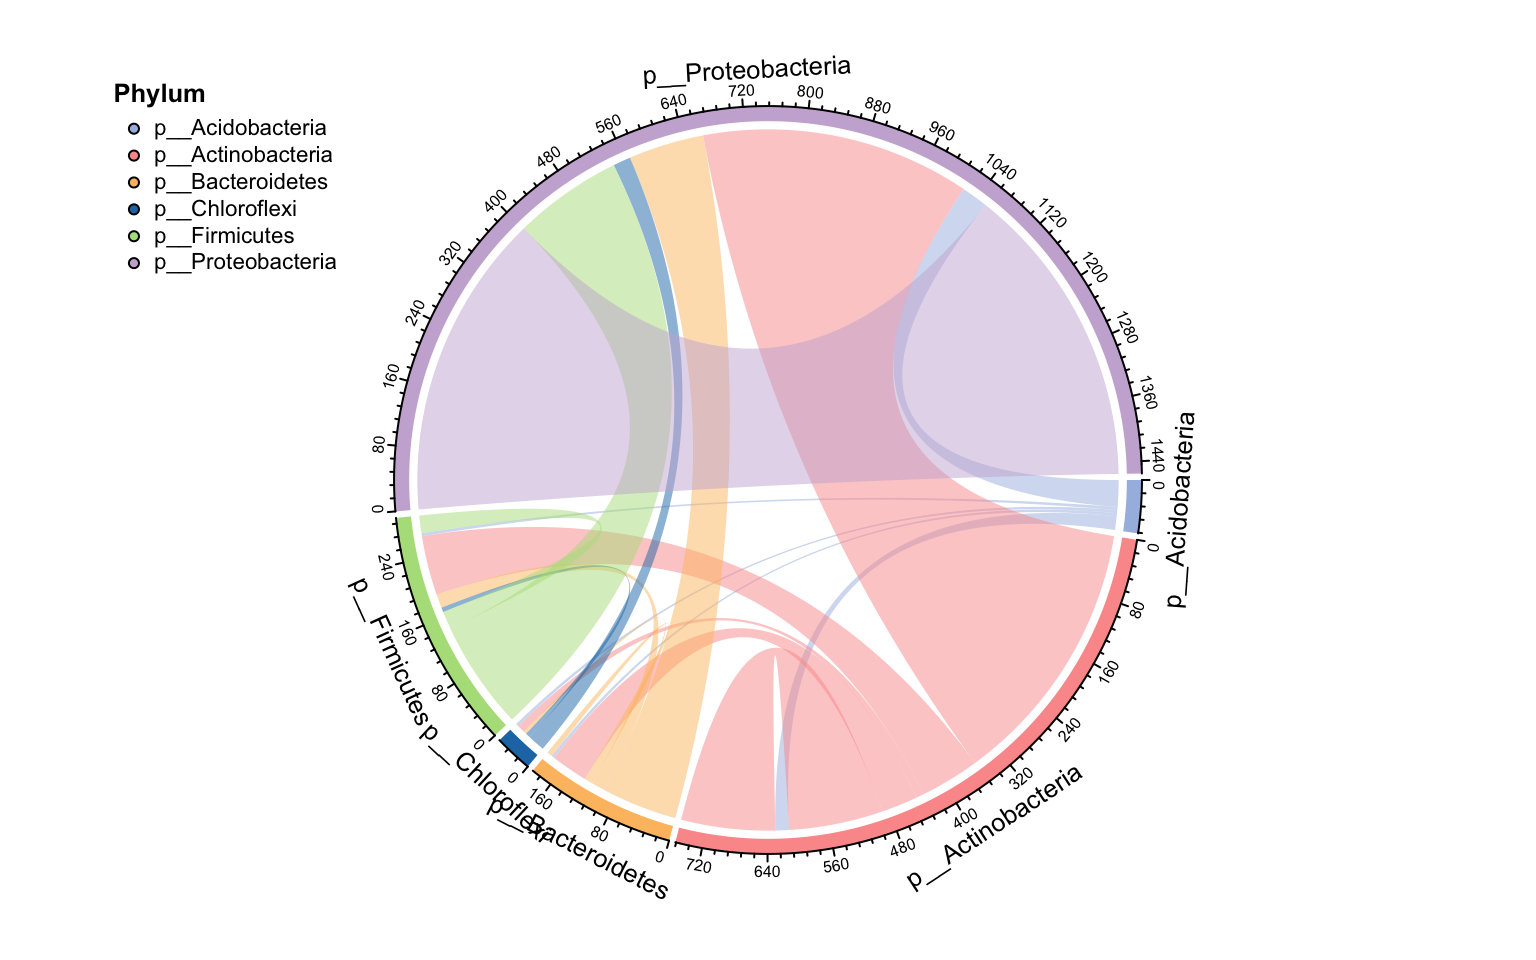 Phylum
p__Acidobacteria
p__Actinobacteria
p__Bacteroidetes
p__Chloroflexi
p__Firmicutes
p__Proteobacteria
p__Proteobacteria
0
80
160
240
320
400
480
560
640
720
800
880
960
1040
1120
1200
1280
1360
1440
p__Acidobacteria
0
p__Actinobacteria
0
80
160
240
320
400
480
560
640
720
p__Bacteroidetes
0
80
160
p__Chloroflexi
0
p__Firmicutes
0
80
160
240